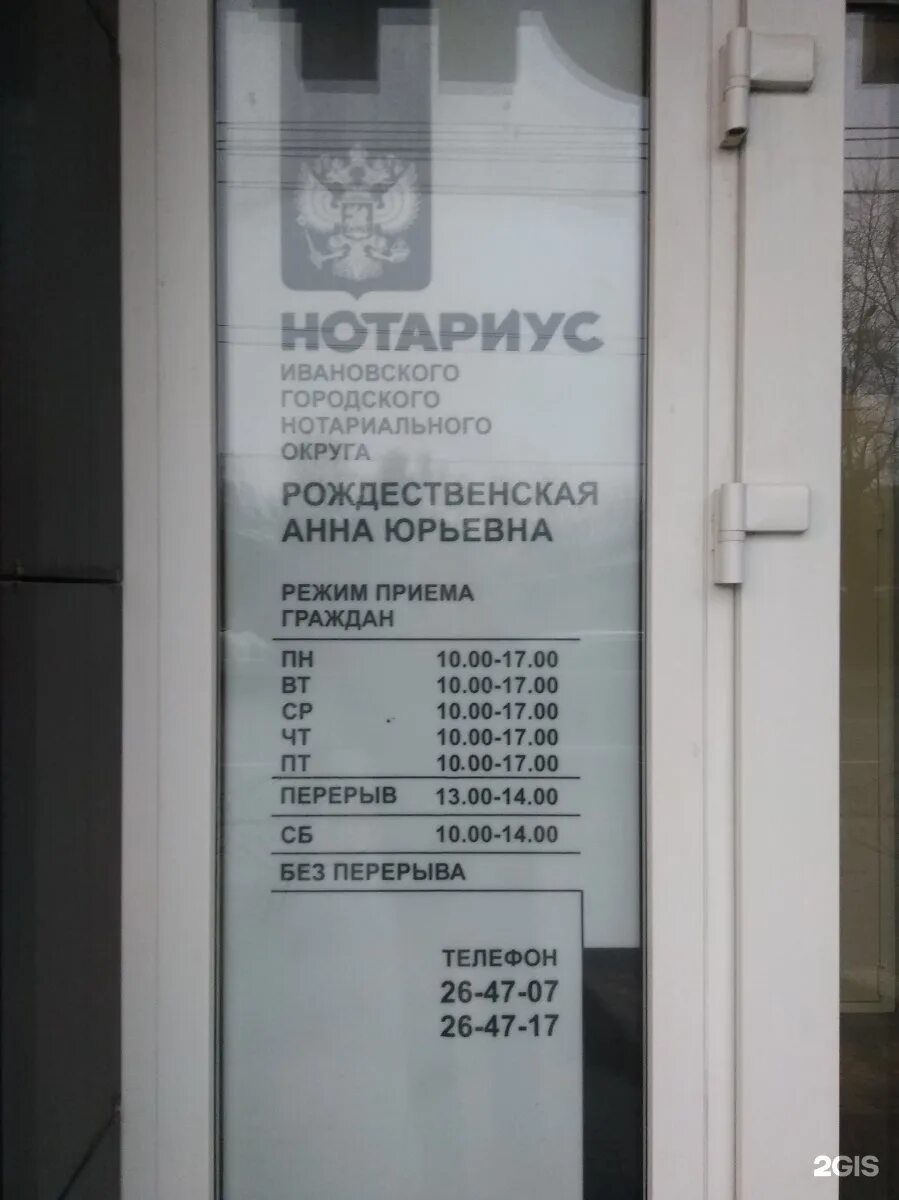 НОТАРИУС
ИВАНОВСКОГО
ГОРОДСКОГО
НОТАРИАЛЬНОГО
ОКРУГА
РОЖДЕСТВЕНСКАЯ
АННА ЮРЬЕВНА
РЕЖИМ ПРИЕМА
ГРАЖДАН
ПН 10.00-17.00
ВТ 10.00-17.00
СР 10.00-17.00
ЧТ 10.00-17.00
ПТ 10.00-17.00
ПЕРЕРЫВ 13.00-14.00
СБ 10.00-14.00
БЕЗ ПЕРЕРЫВА
ТЕЛЕФОН
26-47-07
26-47-17
2GIS